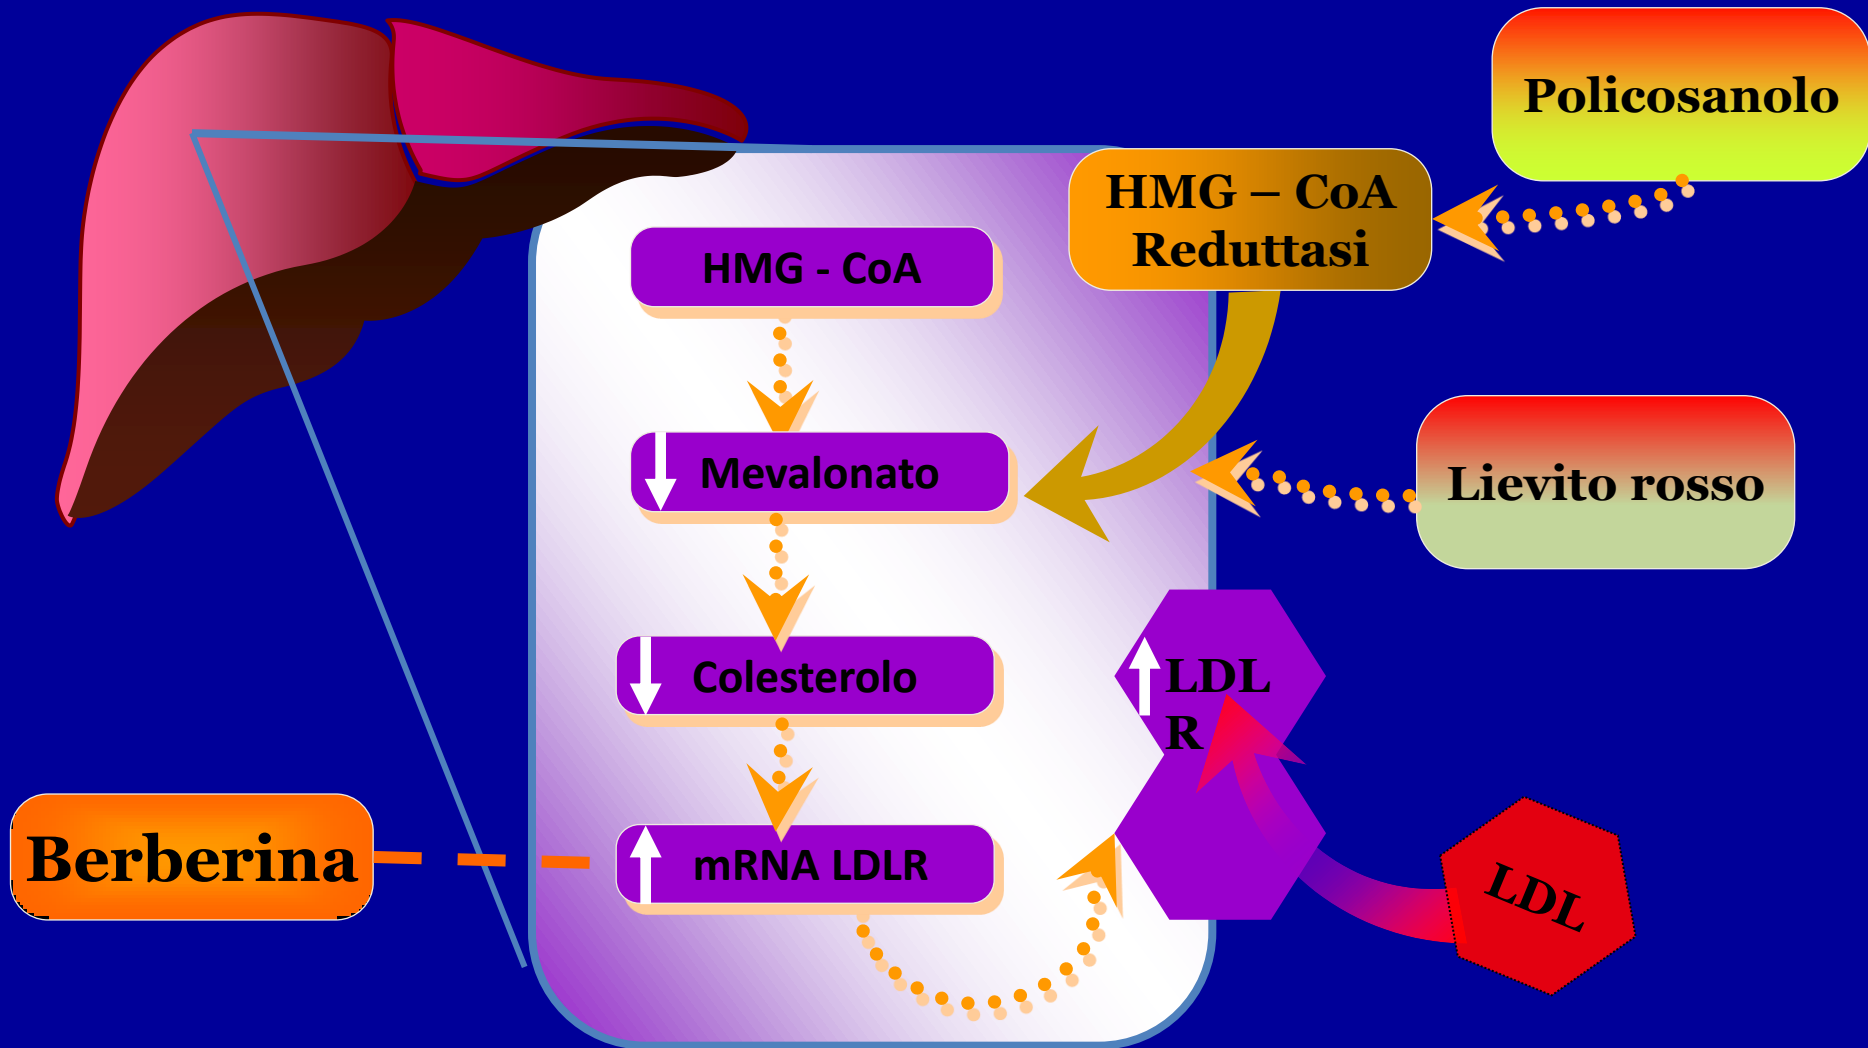 Policosanolo
HMG – CoA
Reduttasi
HMG - CoA
Mevalonato
Lievito rosso
Colesterolo
LDL
R
Berberina
mRNA LDLR
LDL